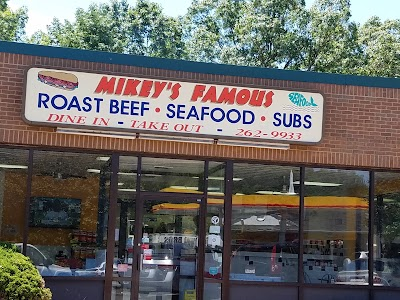 MIKEY'S FAMOUS
ROAST BEEF • SEAFOOD • SUBS
DINE IN - TAKE OUT - 262-9933